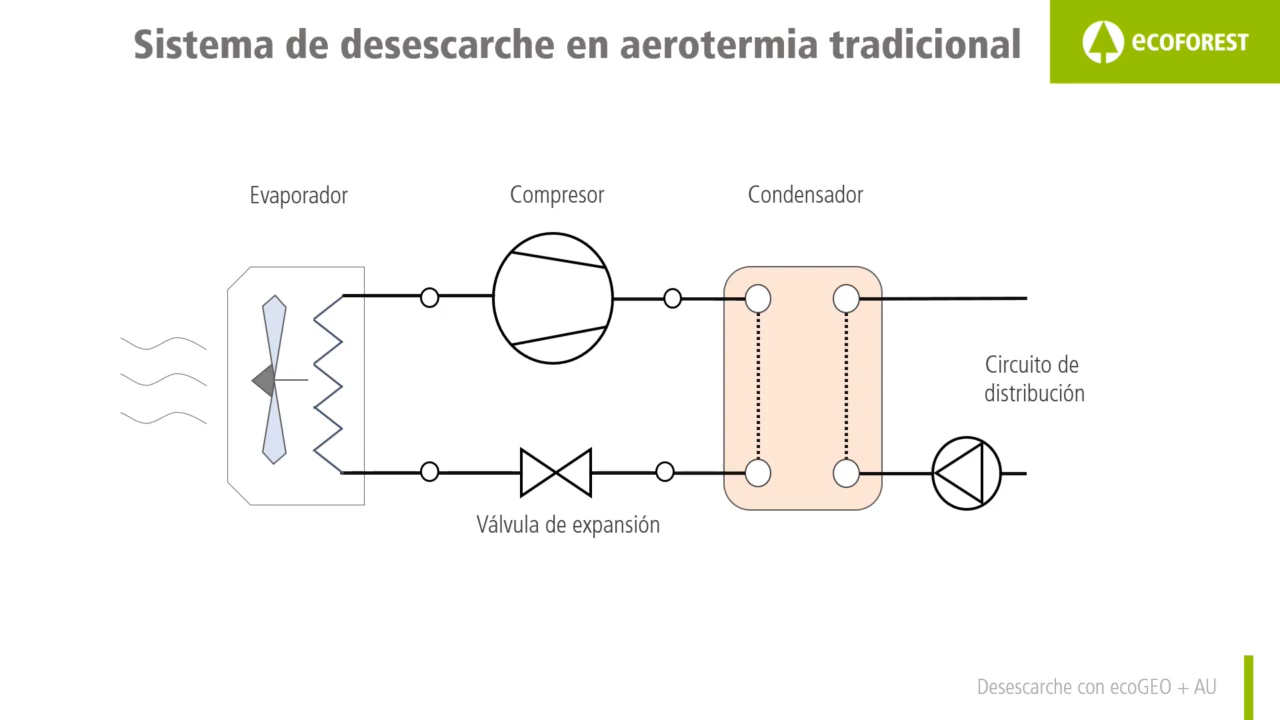 Sistema de desescarche en aerotermia tradicional
ecoforest
Evaporador
Compresor
Condensador
Circuito de
distribución
Válvula de expansión
Desescarche con ecoGEO + AU